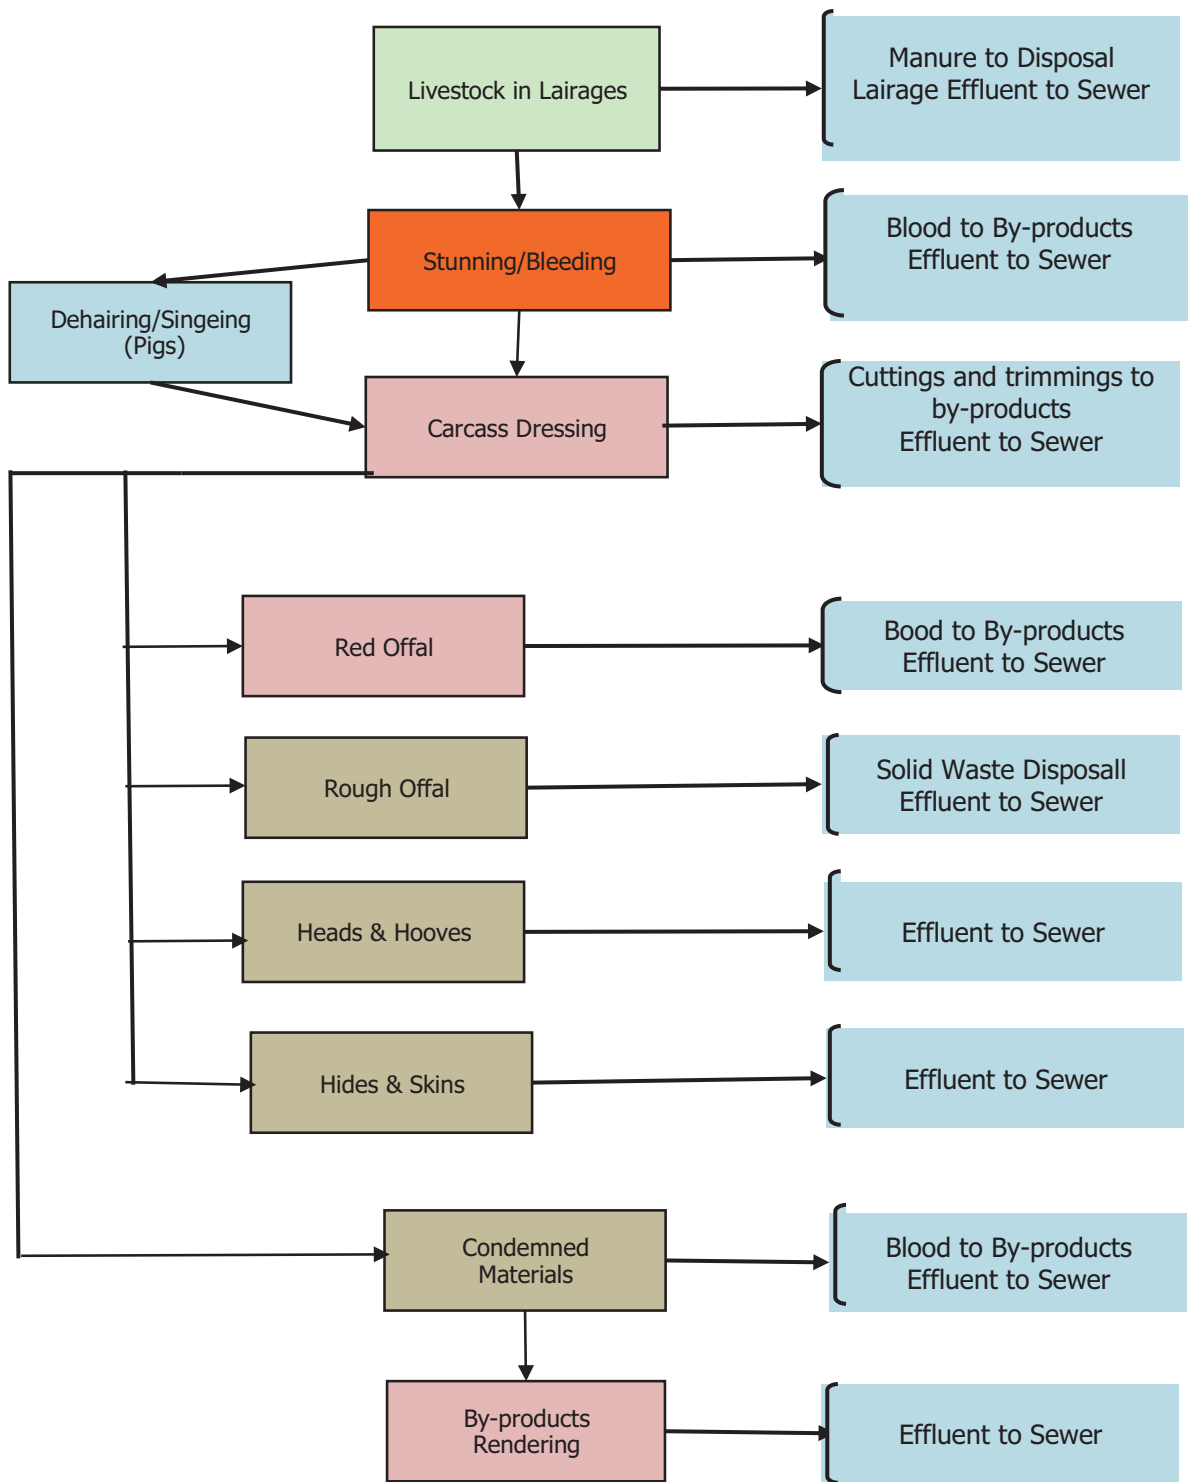 Livestock in Lairages
Manure to Disposal
Lairage Effluent to Sewer
Stunning/Bleeding
Blood to By-products
Effluent to Sewer
Dehairing/Singeing
(Pigs)
Carcass Dressing
Cuttings and trimmings to
by-products
Effluent to Sewer
Red Offal
Bood to By-products
Effluent to Sewer
Rough Offal
Solid Waste Disposall
Effluent to Sewer
Heads & Hooves
Effluent to Sewer
Hides & Skins
Effluent to Sewer
Condemned
Materials
Blood to By-products
Effluent to Sewer
By-products
Rendering
Effluent to Sewer